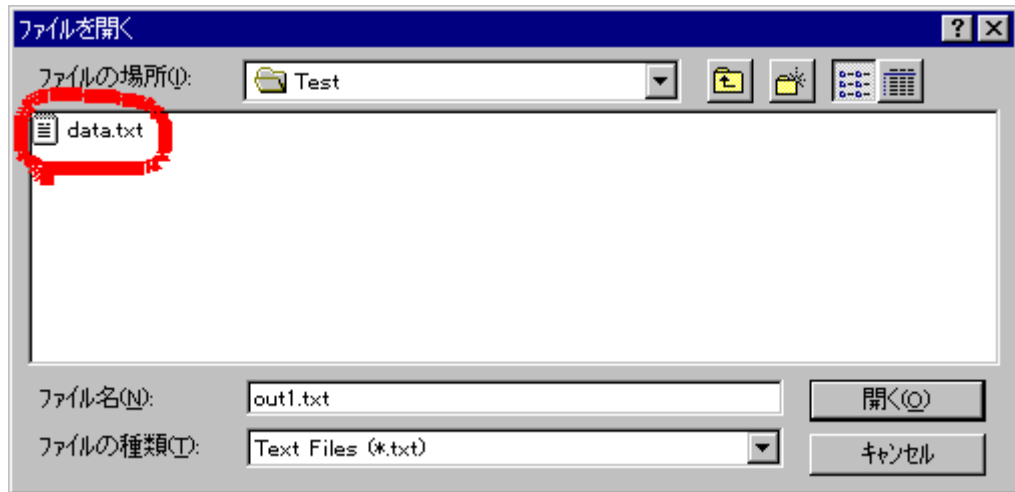 ファイルを開く
ファイルの場所(I):
Test
data.txt
ファイル名(N):
out1.txt
開く(O)
ファイルの種類(T):
Text Files (*.txt)
キャンセル